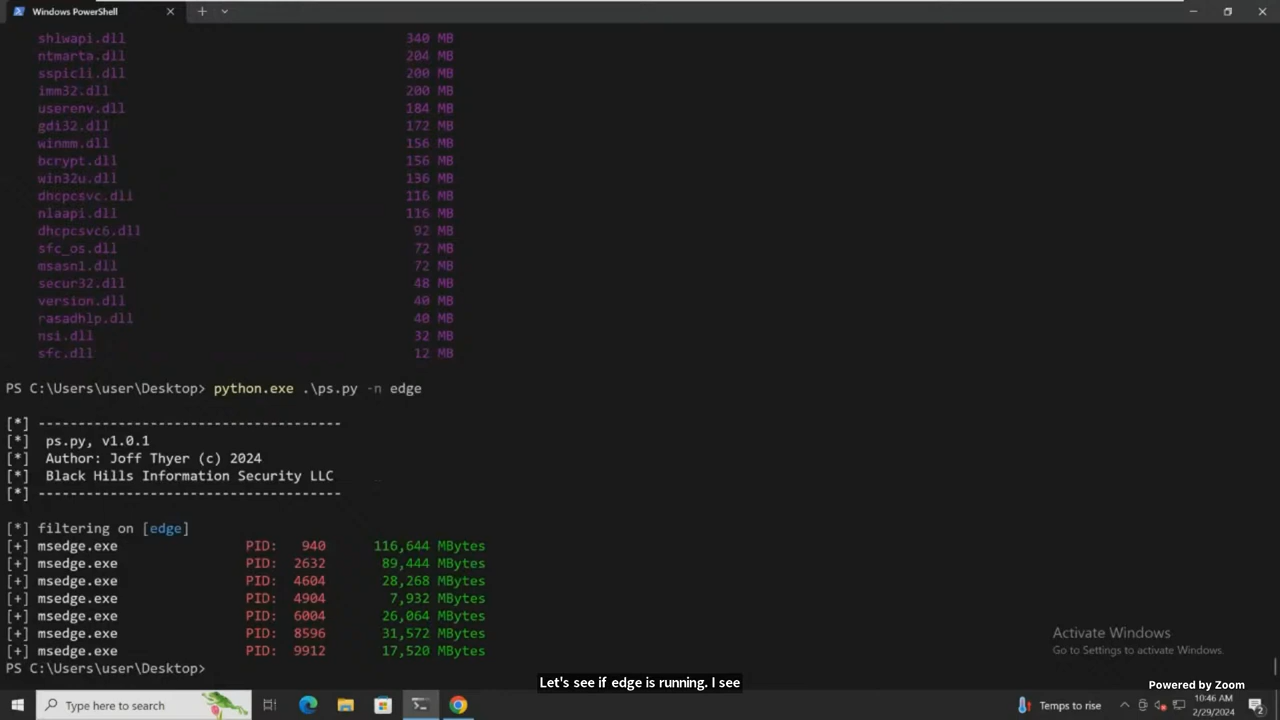 Windows PowerShell
shlwapi.dll 340 MB
ntmarta.dll 204 MB
sspicli.dll 200 MB
imm32.dll 200 MB
userenv.dll 184 MB
gdi32.dll 172 MB
winmm.dll 156 MB
bcrypt.dll 156 MB
win32u.dll 136 MB
dhcpcsvc.dll 116 MB
nlaapi.dll 116 MB
dhcpcsvc6.dll 92 MB
sfc_os.dll 72 MB
msasn1.dll 72 MB
secur32.dll 48 MB
version.dll 40 MB
rasadhlp.dll 40 MB
nsi.dll 32 MB
sfc.dll 12 MB
PS C:\Users\user\Desktop> python.exe .\ps.py -n edge
[*] --------------------------------------
[*] ps.py, v1.0.1
[*] Author: Joff Thyer (c) 2024
[*] Black Hills Information Security LLC
[*] --------------------------------------
[*] filtering on [edge]
[+] msedge.exe PID: 940 116,644 MBytes
[+] msedge.exe PID: 2632 89,444 MBytes
[+] msedge.exe PID: 4604 28,268 MBytes
[+] msedge.exe PID: 4904 7,932 MBytes
[+] msedge.exe PID: 6004 26,064 MBytes
[+] msedge.exe PID: 8596 31,572 MBytes
[+] msedge.exe PID: 9912 17,520 MBytes
PS C:\Users\user\Desktop>
Activate Windows
Go to Settings to activate Windows.
Let's see if edge is running. I see
Powered by Zoom
Type here to search
Temps to rise
10:46 AM
2/29/2024
2